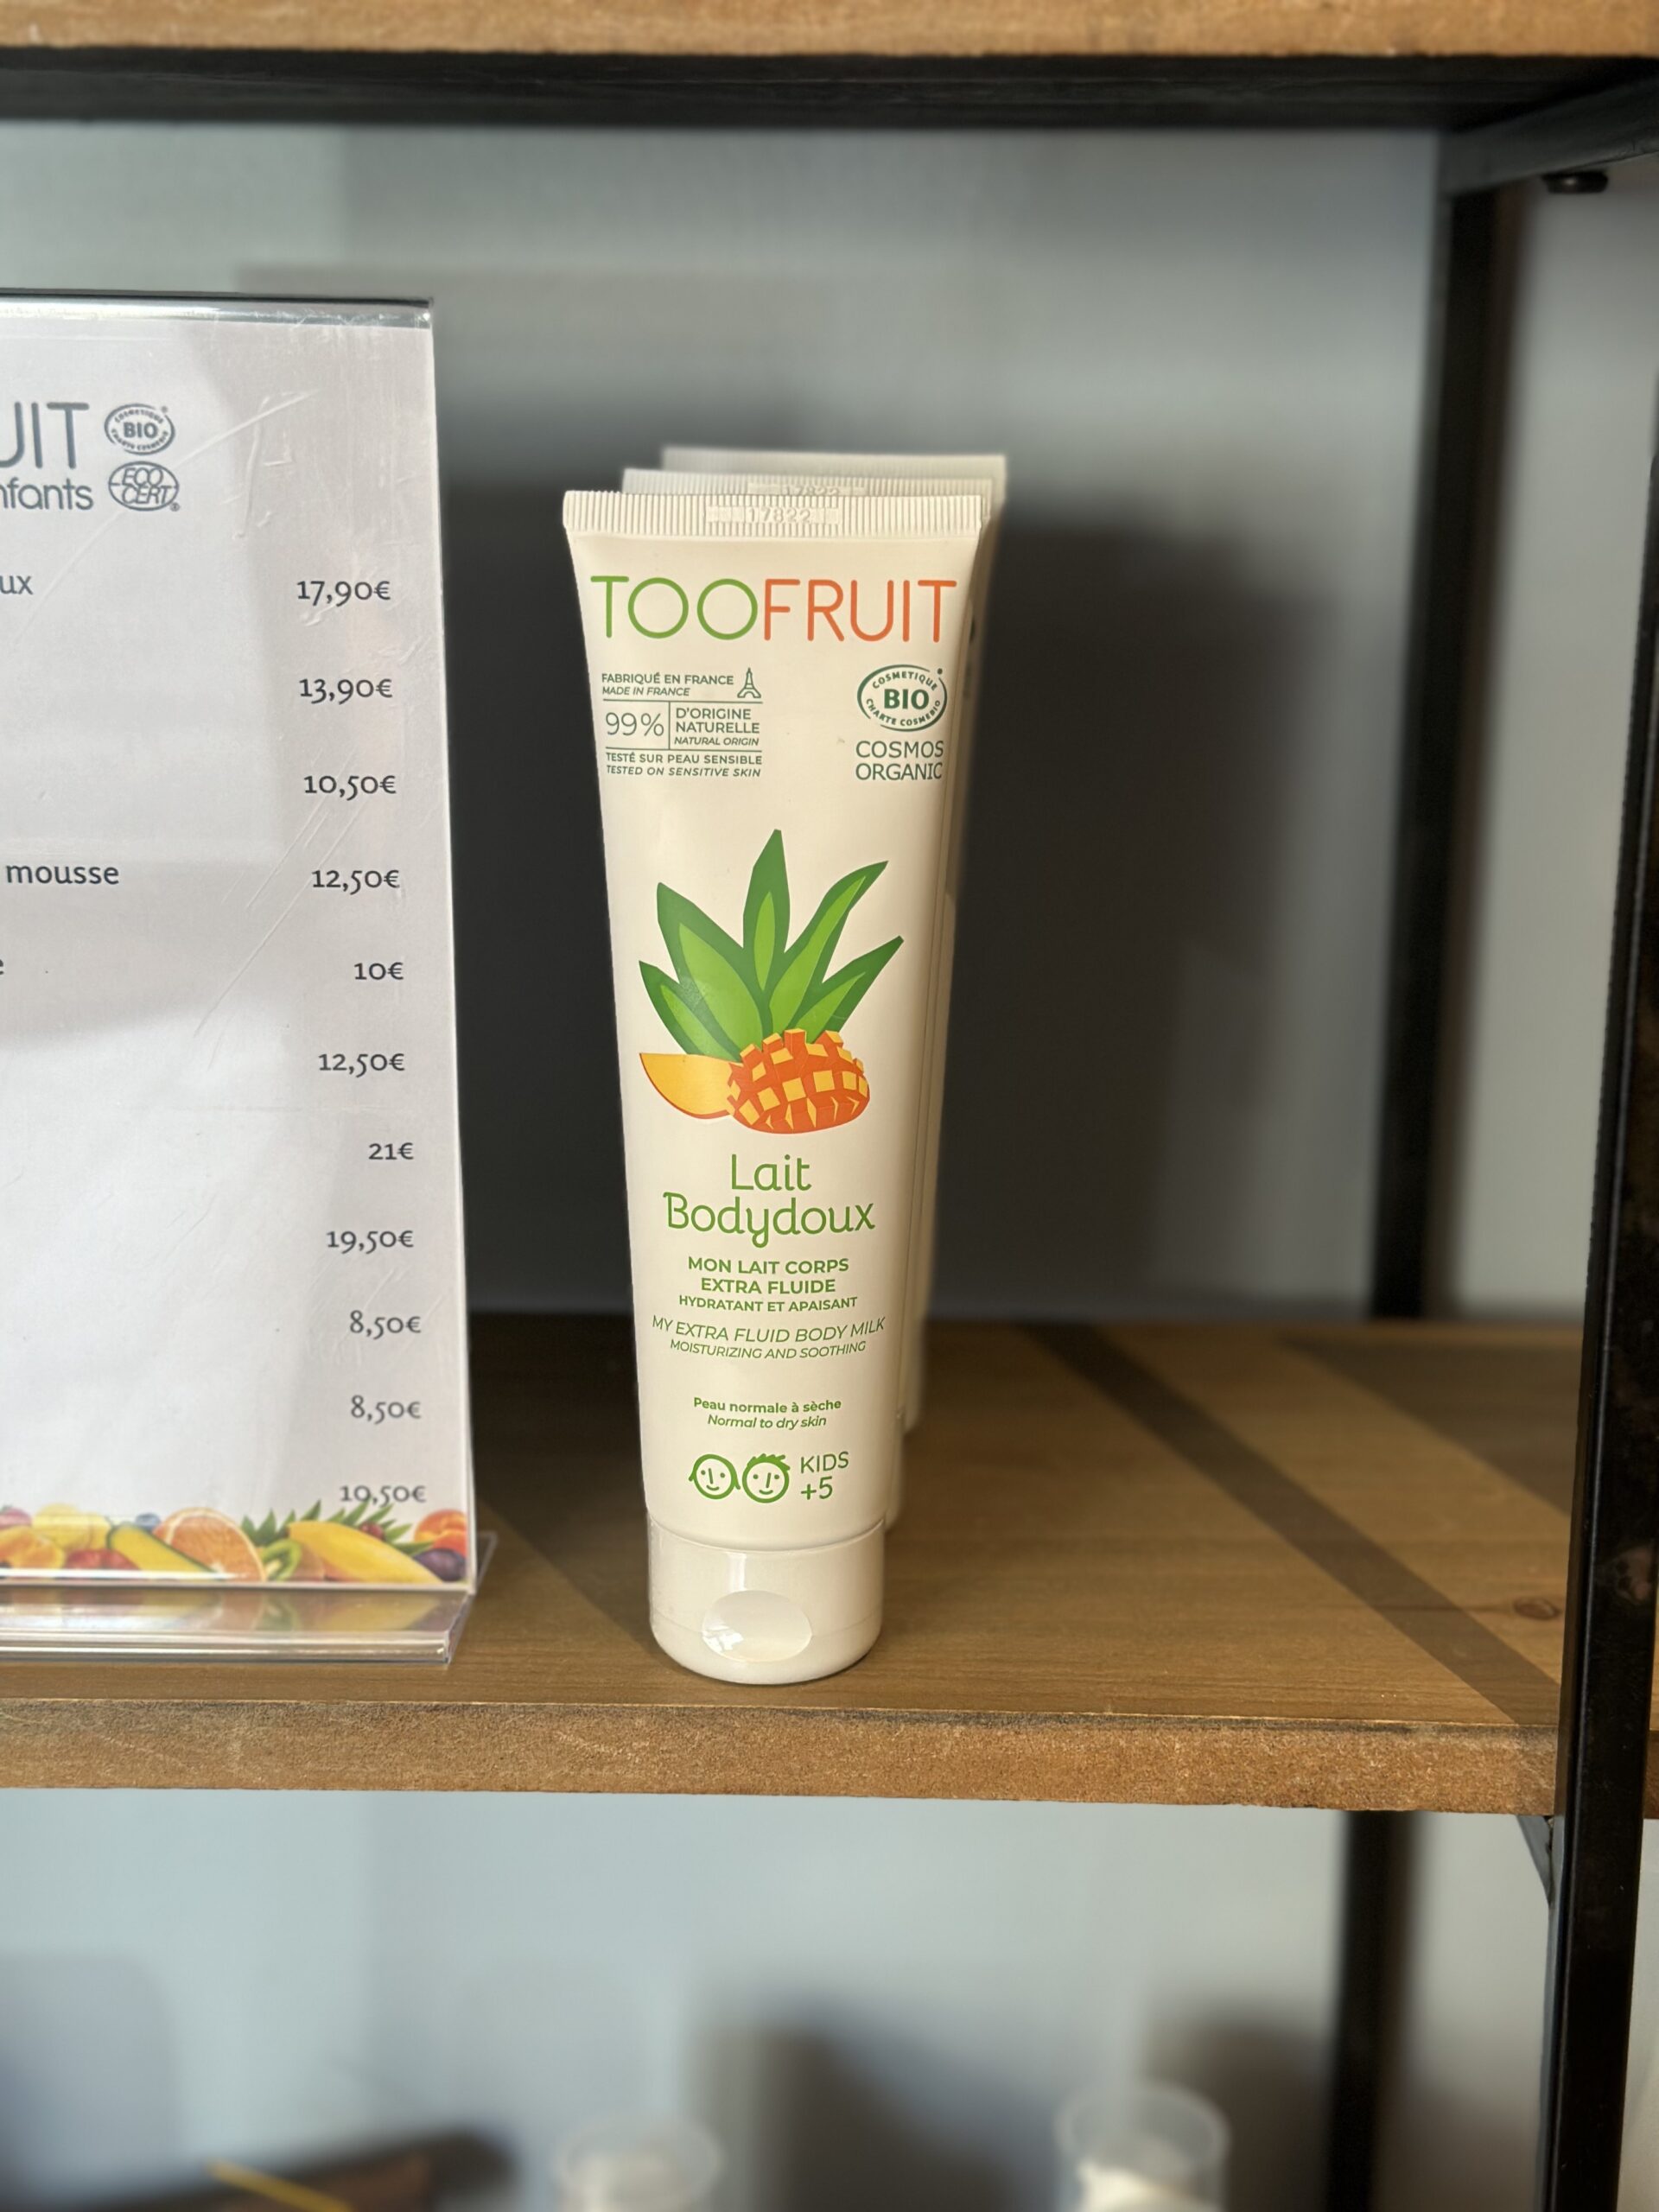 UIT
COSMETIQUE
BIO
CHARTE COSMEBIO
nfants
ECO
CERT
ux
17,90€
13,90€
10,50€
mousse
12,50€
e
10€
12,50€
21€
19,50€
8,50€
8,50€
19,50€
17822
TOOFRUIT
FABRIQUÉ EN FRANCE
MADE IN FRANCE
99%
D'ORIGINE
NATURELLE
NATURAL ORIGIN
TESTÉ SUR PEAU SENSIBLE
TESTED ON SENSITIVE SKIN
COSMETIQUE
BIO
CHARTE COSMEBIO
COSMOS
ORGANIC
Lait
Bodydoux
MON LAIT CORPS
EXTRA FLUIDE
HYDRATANT ET APAISANT
MY EXTRA FLUID BODY MILK
MOISTURIZING AND SOOTHING
Peau normale à sèche
Normal to dry skin
KIDS
+5